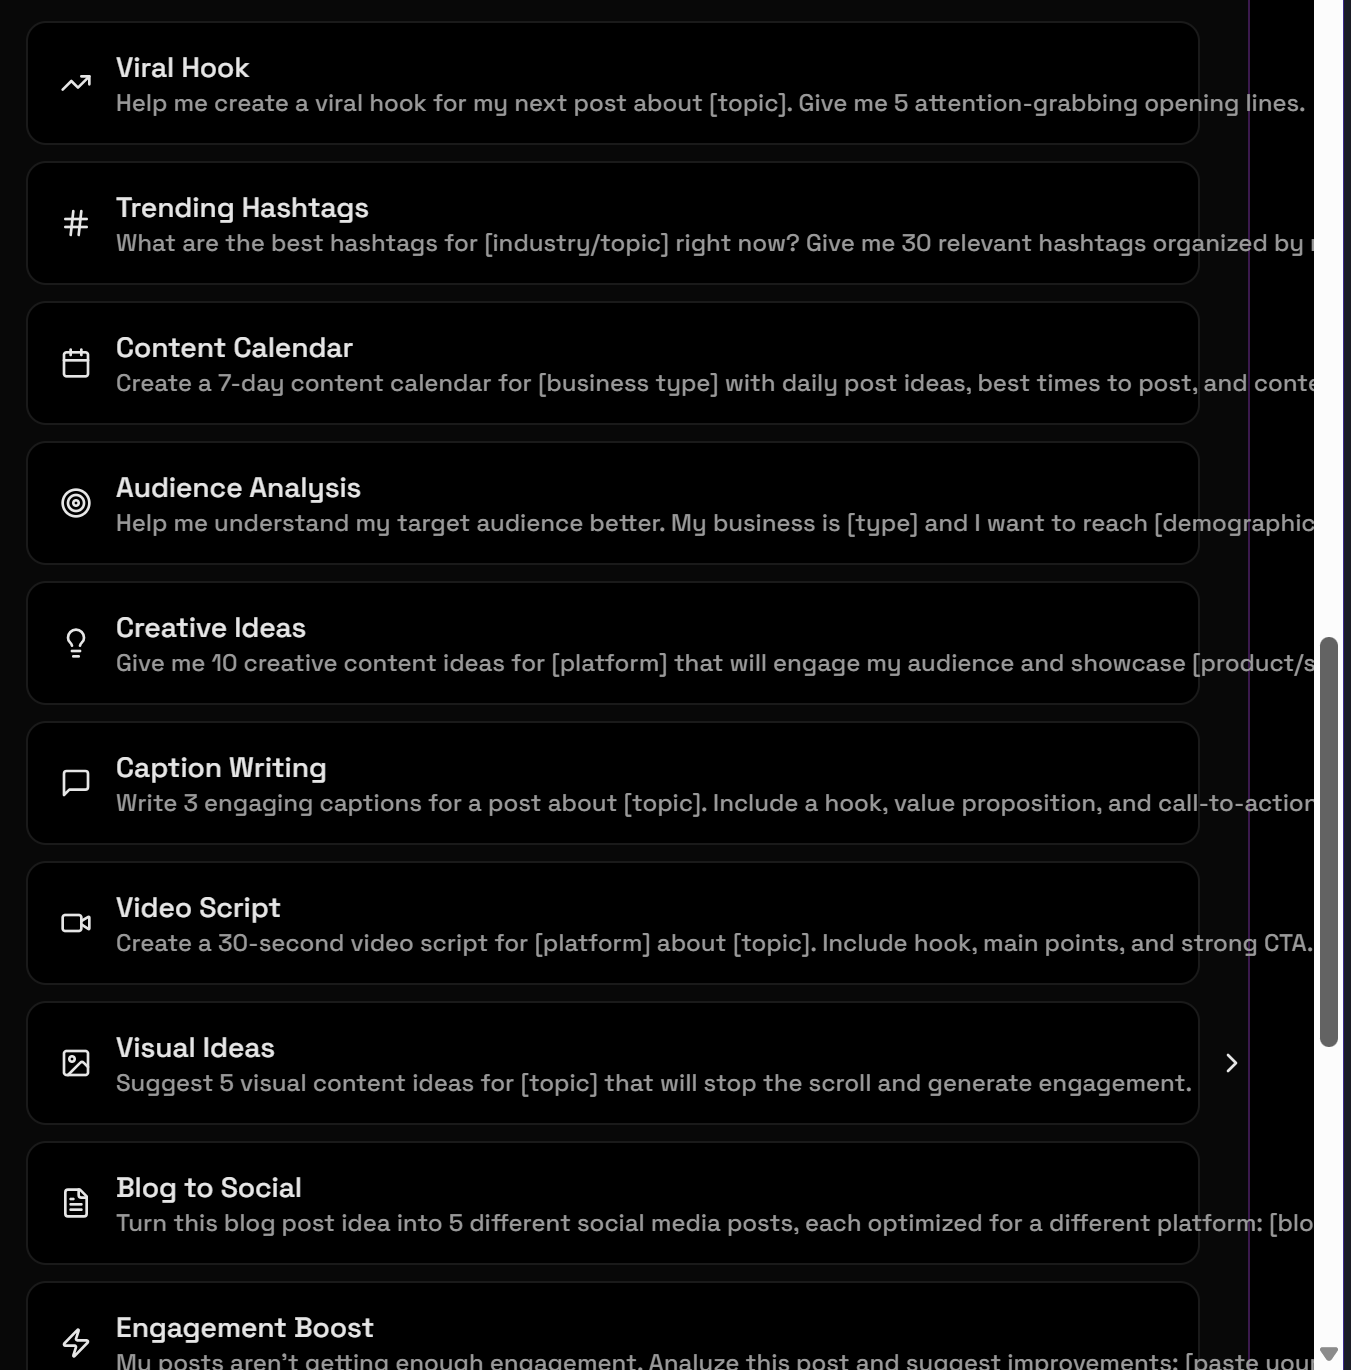 Viral Hook
Help me create a viral hook for my next post about [topic]. Give me 5 attention-grabbing opening lines.
Trending Hashtags
What are the best hashtags for [industry/topic] right now? Give me 30 relevant hashtags organized by
Content Calendar
Create a 7-day content calendar for [business type] with daily post ideas, best times to post, and conte
Audience Analysis
Help me understand my target audience better. My business is [type] and I want to reach [demographic
Creative Ideas
Give me 10 creative content ideas for [platform] that will engage my audience and showcase [product/s
Caption Writing
Write 3 engaging captions for a post about [topic]. Include a hook, value proposition, and call-to-action
Video Script
Create a 30-second video script for [platform] about [topic]. Include hook, main points, and strong CTA.
Visual Ideas
Suggest 5 visual content ideas for [topic] that will stop the scroll and generate engagement.
Blog to Social
Turn this blog post idea into 5 different social media posts, each optimized for a different platform: [blo
Engagement Boost
My posts aren't getting enough engagement. Analyze this post and suggest improvements: [paste your